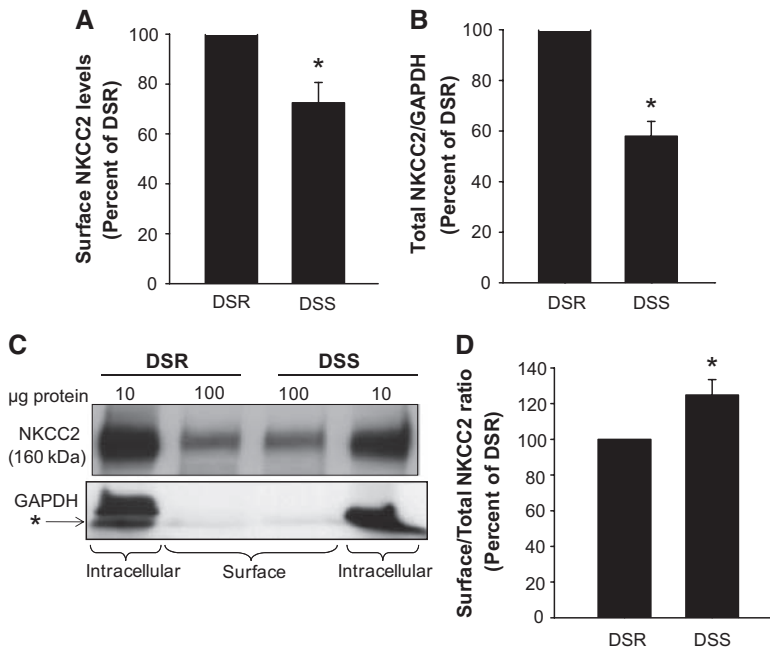 A
Surface NKCC2 levels
(Percent of DSR)
100
80
60
40
20
0
*
DSR
DSS
B
Total NKCC2/GAPDH
(Percent of DSR)
100
80
60
40
20
0
*
DSR
DSS
C
DSR
DSS
µg protein
10
100
100
10
NKCC2
(160 kDa)
GAPDH
*
Intracellular
Surface
Intracellular
D
Surface/Total NKCC2 ratio
(Percent of DSR)
140
120
100
80
60
40
20
0
*
DSR
DSS